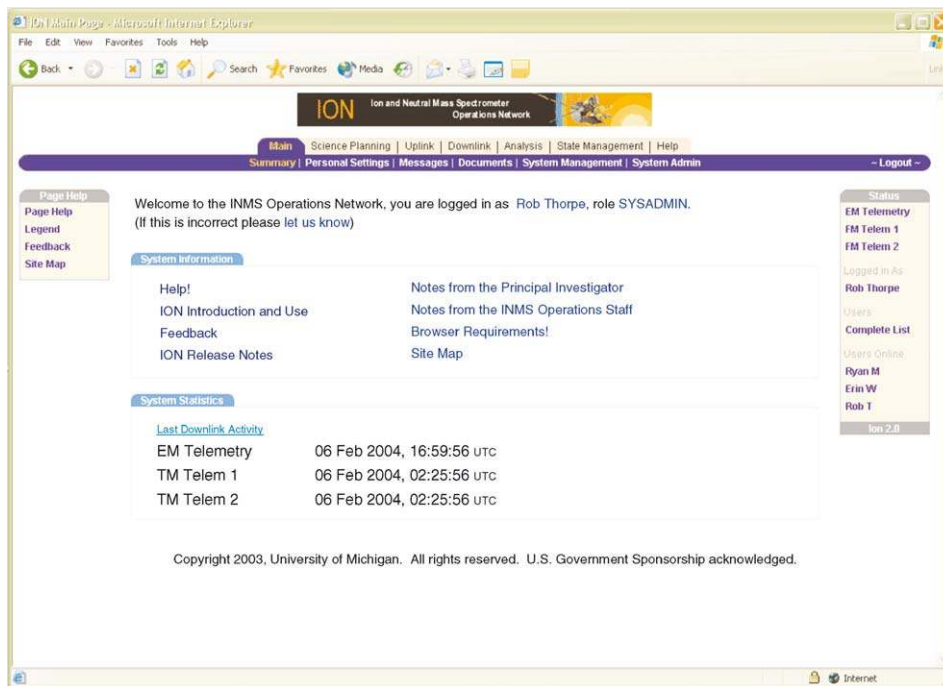 ION Main Page - Microsoft Internet Explorer
File Edit View Favorites Tools Help
Back Search Favorites Media
ION Ion and Neutral Mass Spectrometer
Operations Network
Main Science Planning | Uplink | Downlink | Analysis | State Management | Help
Summary | Personal Settings | Messages | Documents | System Management | System Admin ~ Logout ~
Page Help
Page Help
Legend
Feedback
Site Map
Welcome to the INMS Operations Network, you are logged in as Rob Thorpe, role SYSADMIN.
(If this is incorrect please let us know)
System Information
Help! Notes from the Principal Investigator
ION Introduction and Use Notes from the INMS Operations Staff
Feedback Browser Requirements!
ION Release Notes Site Map
System Statistics
Last Downlink Activity
EM Telemetry 06 Feb 2004, 16:59:56 UTC
TM Telem 1 06 Feb 2004, 02:25:56 UTC
TM Telem 2 06 Feb 2004, 02:25:56 UTC
Status
EM Telemetry
FM Telem 1
FM Telem 2
Logged in As
Rob Thorpe
Users
Complete List
Users Online
Ryan M
Erin W
Rob T
Ion 2.0
Copyright 2003, University of Michigan. All rights reserved. U.S. Government Sponsorship acknowledged.
Internet